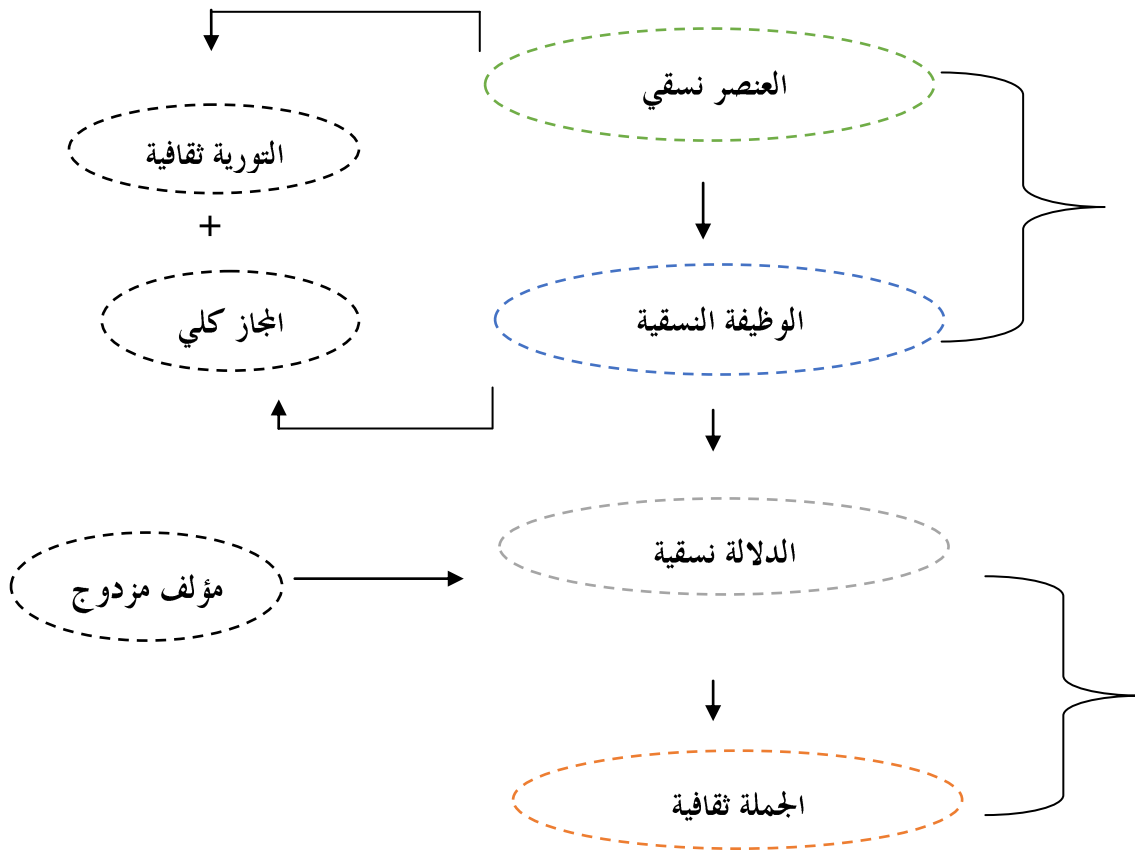 العنصر نسقي
التورية ثقافية
+
المجاز كلي
الوظيفة النسقية
الدلالة نسقية
مؤلف مزدوج
الجملة ثقافية